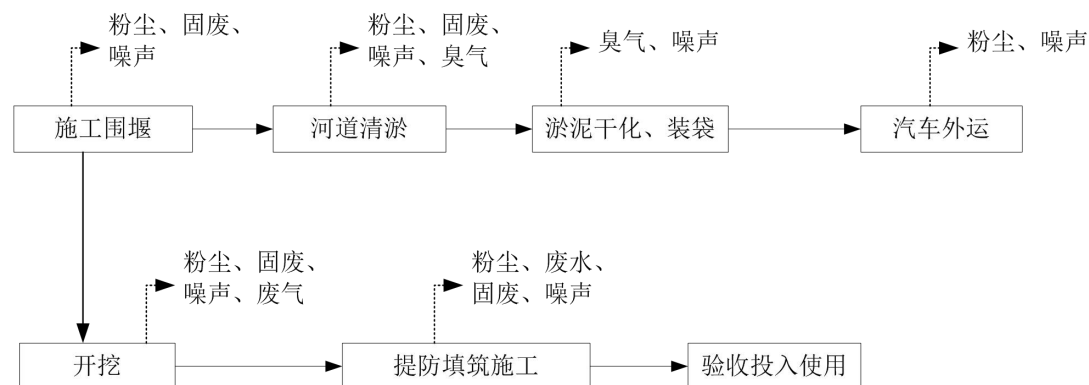 粉尘、固废、
噪声
粉尘、固废、
噪声、臭气
臭气、噪声
粉尘、噪声
施工围堰
河道清淤
淤泥干化、装袋
汽车外运
粉尘、固废、
噪声、废气
粉尘、废水、
固废、噪声
开挖
提防填筑施工
验收投入使用